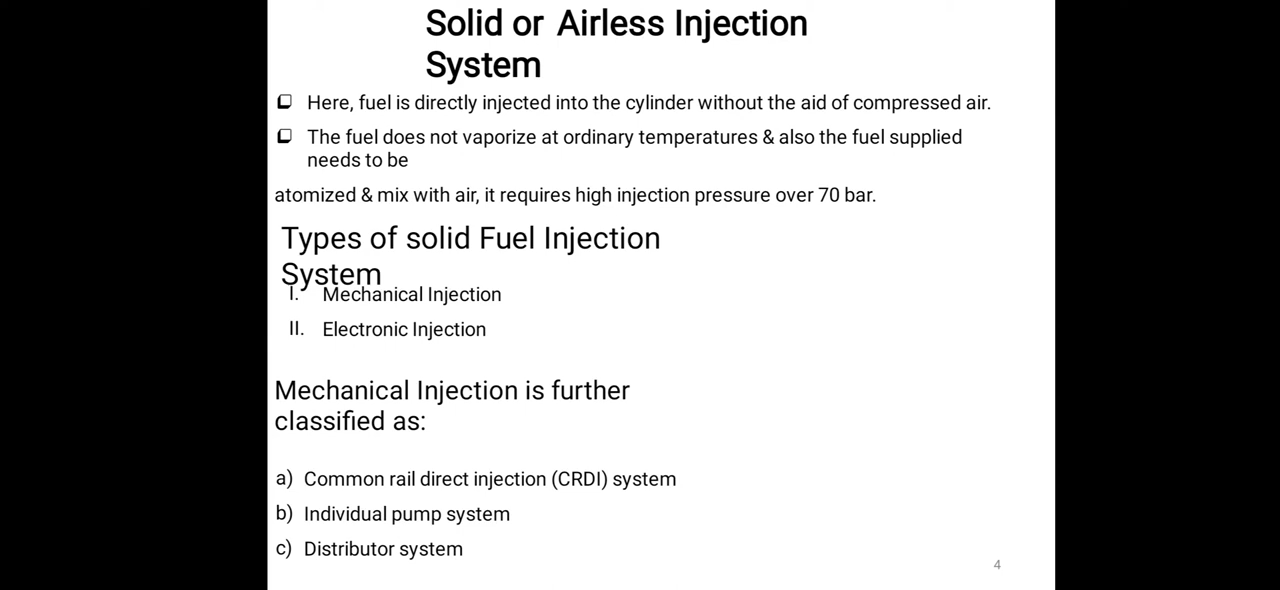 Solid or Airless Injection
System
❑ Here, fuel is directly injected into the cylinder without the aid of compressed air.
❑ The fuel does not vaporize at ordinary temperatures & also the fuel supplied
needs to be
atomized & mix with air, it requires high injection pressure over 70 bar.
Types of solid Fuel Injection
System
I. Mechanical Injection
II. Electronic Injection
Mechanical Injection is further
classified as:
a) Common rail direct injection (CRDI) system
b) Individual pump system
c) Distributor system
4